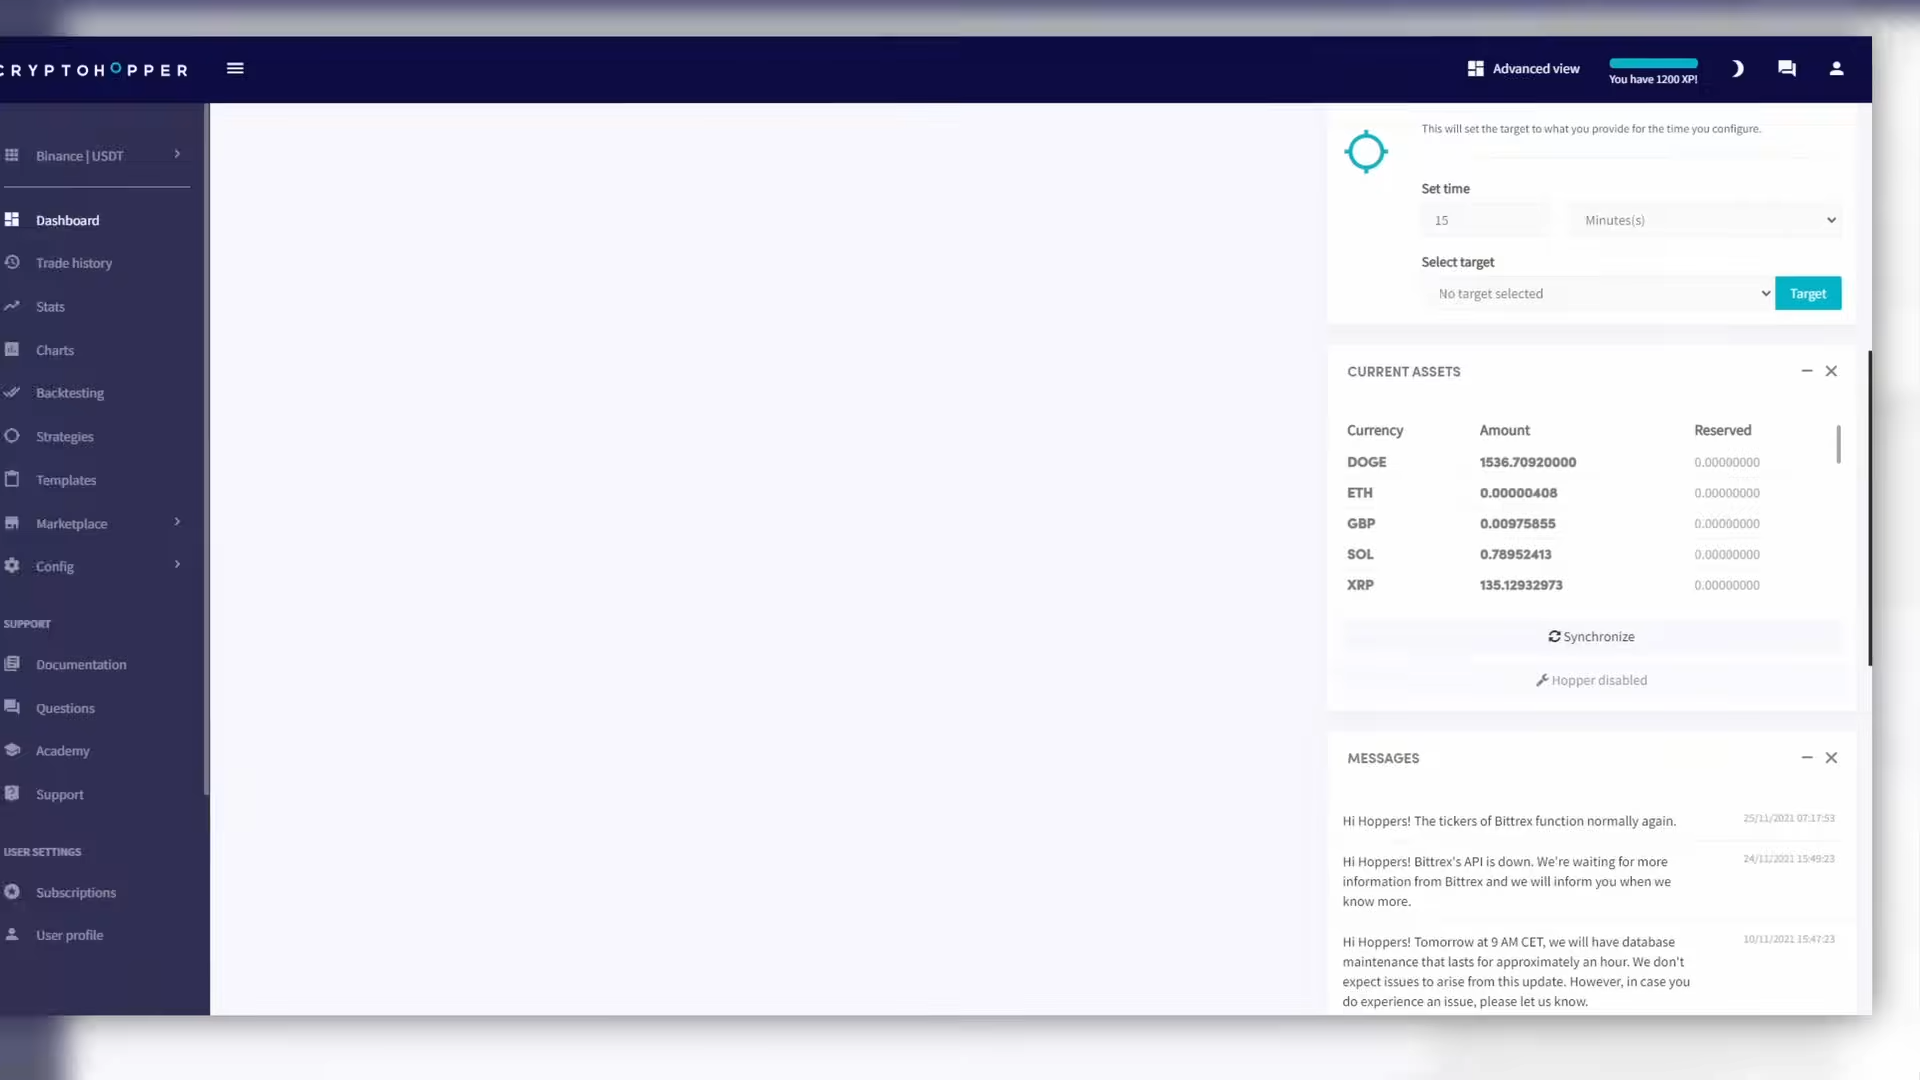 CRYPTOHOPPER
Advanced view
You have 1200 XP!
Binance | USDT
Dashboard
Trade history
Stats
Charts
Backtesting
Strategies
Templates
Marketplace
Config
SUPPORT
Documentation
Questions
Academy
Support
USER SETTINGS
Subscriptions
User profile
This will set the target to what you provide for the time you configure.
Set time
15 Minutes(s)
Select target
No target selected Target
CURRENT ASSETS
Currency Amount Reserved
DOGE 1536.70920000 0.00000000
ETH 0.00000408 0.00000000
GBP 0.00975855 0.00000000
SOL 0.78952413 0.00000000
XRP 135.12932973 0.00000000
Synchronize
Hopper disabled
MESSAGES
Hi Hoppers! The tickers of Bittrex function normally again. 25/11/2021 07:17:53
Hi Hoppers! Bittrex's API is down. We're waiting for more 24/11/2021 15:49:23
information from Bittrex and we will inform you when we
know more.
Hi Hoppers! Tomorrow at 9 AM CET, we will have database 10/11/2021 15:47:23
maintenance that lasts for approximately an hour. We don't
expect issues to arise from this update. However, in case you
do experience an issue, please let us know.